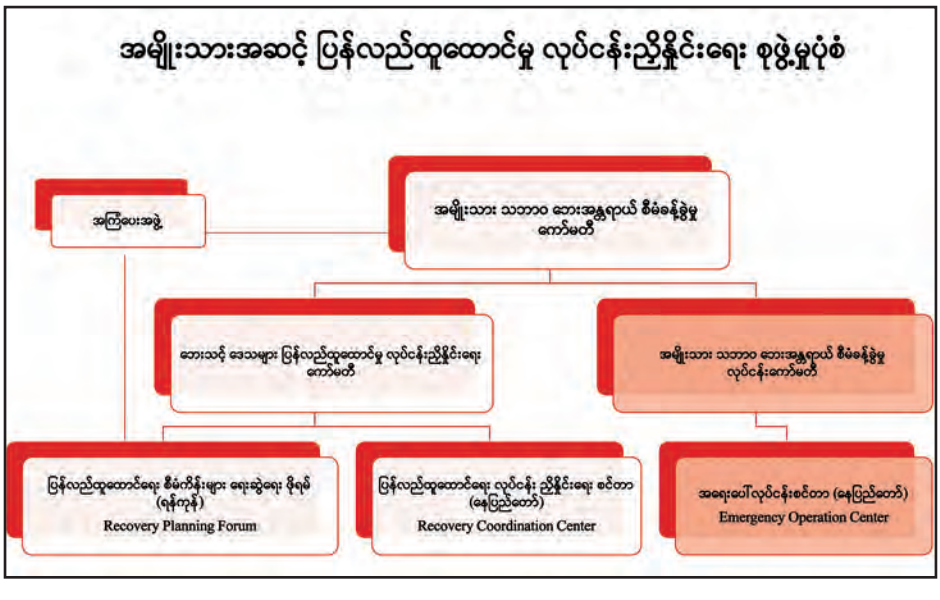 အမျိုးသားအဆင့် ပြန်လည်ထူထောင်မှု လုပ်ငန်းညှိနှိုင်းရေး စုဖွဲ့မှုပုံစံ
အကြံပေးအဖွဲ့
အမျိုးသား သဘာဝ ဘေးအန္တရာယ် စီမံခန့်ခွဲမှု
ကော်မတီ
ဘေးသင့် ဒေသများ ပြန်လည်ထူထောင်မှု လုပ်ငန်းညှိနှိုင်းရေး
ကော်မတီ
အမျိုးသား သဘာဝ ဘေးအန္တရာယ် စီမံခန့်ခွဲမှု
လုပ်ငန်းကော်မတီ
ပြန်လည်ထူထောင်ရေး စီမံကိန်းများ ရေးဆွဲရေး ဖိုရမ်
(ရန်ကုန်)
Recovery Planning Forum
ပြန်လည်ထူထောင်ရေး လုပ်ငန်း ညှိနှိုင်းရေး စင်တာ
(နေပြည်တော်)
Recovery Coordination Center
အရေးပေါ်လုပ်ငန်းစင်တာ (နေပြည်တော်)
Emergency Operation Center